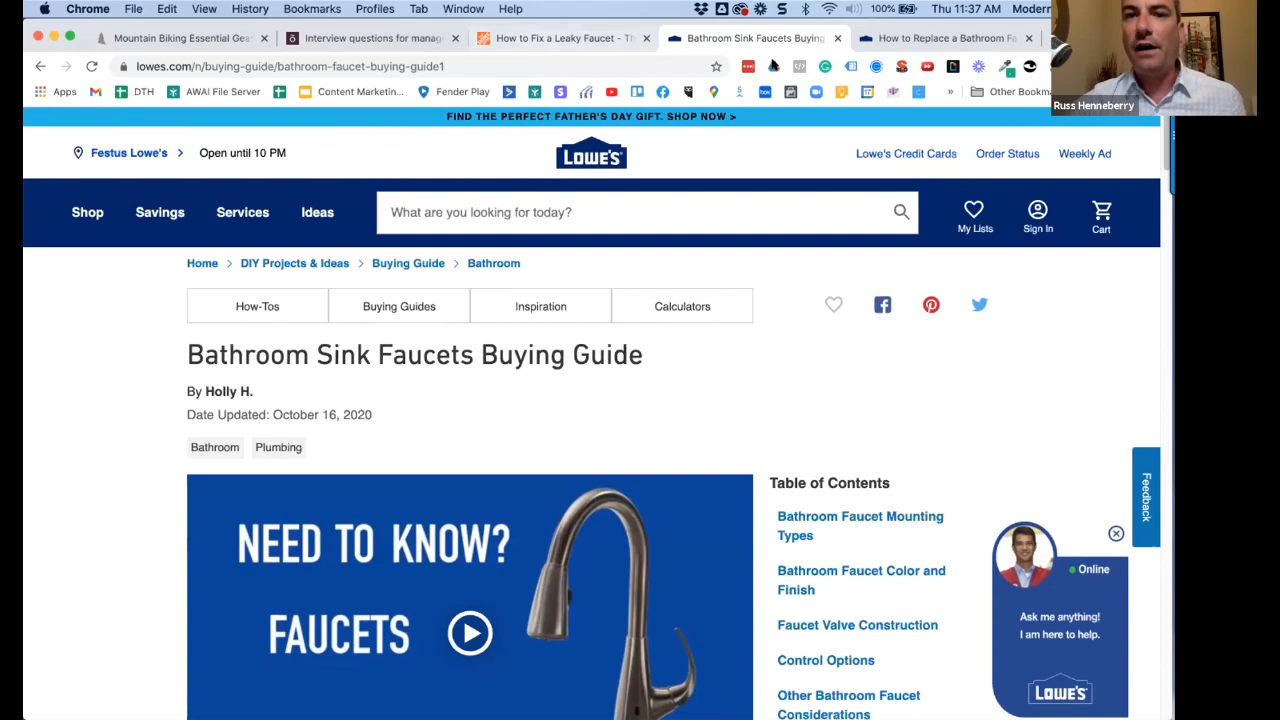 Chrome File Edit View History Bookmarks Profiles Tab Window Help 100% Thu 11:37 AM Modern
Mountain Biking Essential Gea
Interview questions for manag
How to Fix a Leaky Faucet - Th
Bathroom Sink Faucets Buying
How to Replace a Bathroom Fa
lowes.com/n/buying-guide/bathroom-faucet-buying-guide1
Apps DTH AWAI File Server Content Marketin... Fender Play » Other Bookma
Russ Henneberry
FIND THE PERFECT FATHER'S DAY GIFT. SHOP NOW >
Festus Lowe's > Open until 10 PM
LOWE'S
Lowe's Credit Cards Order Status Weekly Ad
Shop Savings Services Ideas
What are you looking for today?
My Lists Sign In Cart
Home > DIY Projects & Ideas > Buying Guide > Bathroom
How-Tos Buying Guides Inspiration Calculators
Bathroom Sink Faucets Buying Guide
By Holly H.
Date Updated: October 16, 2020
Bathroom Plumbing
NEED TO KNOW?
FAUCETS
Table of Contents
Bathroom Faucet Mounting
Types
Bathroom Faucet Color and
Finish
Faucet Valve Construction
Control Options
Other Bathroom Faucet
Considerations
Feedback
Online
Ask me anything!
I am here to help.
LOWE'S